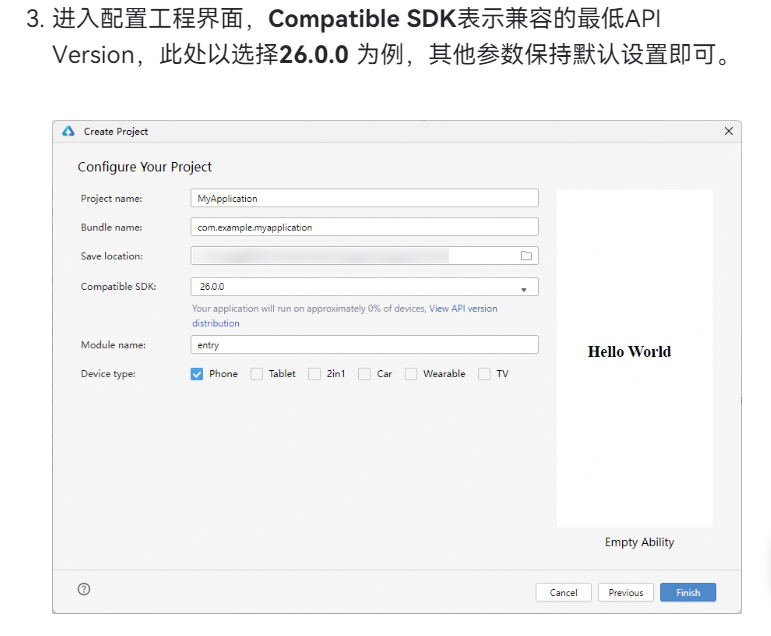 3. 进入配置工程界面，Compatible SDK表示兼容的最低API
Version，此处以选择26.0.0 为例，其他参数保持默认设置即可。
Create Project
Configure Your Project
Project name:
MyApplication
Bundle name:
com.example.myapplication
Save location:
Compatible SDK:
26.0.0
Your application will run on approximately 0% of devices, View API version
distribution
Module name:
entry
Device type:
Phone
Tablet
2in1
Car
Wearable
TV
Hello World
Empty Ability
Cancel
Previous
Finish